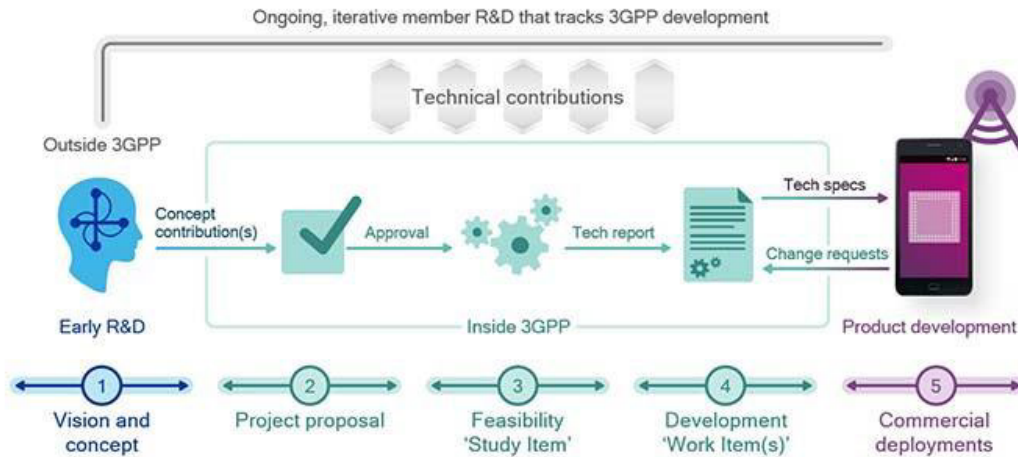 Ongoing, iterative member R&D that tracks 3GPP development
Technical contributions
Outside 3GPP
Concept
contribution(s)
Approval
Tech report
Tech specs
Change requests
Early R&D
Inside 3GPP
Product development
1
2
3
4
5
Vision and
concept
Project proposal
Feasibility
'Study Item'
Development
'Work Item(s)'
Commercial
deployments